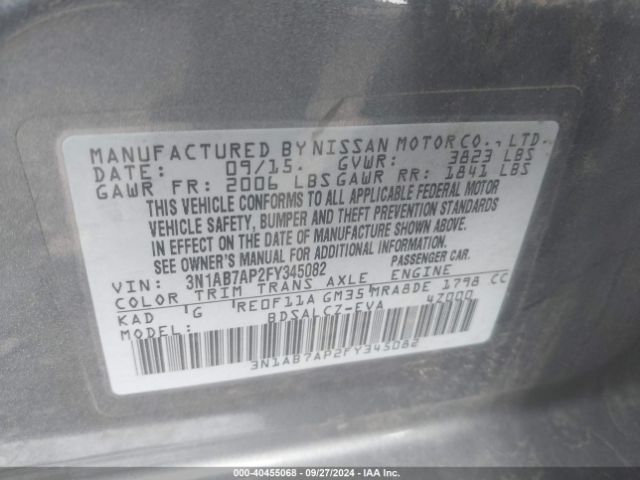 MANUFACTURED BY NISSAN MOTOR CO., LTD.
DATE: 09/15. GVWR: 3823 LBS
GAWR FR: 2006 LBS GAWR RR: 1841 LBS
THIS VEHICLE CONFORMS TO ALL APPLICABLE FEDERAL MOTOR
VEHICLE SAFETY, BUMPER AND THEFT PREVENTION STANDARDS
IN EFFECT ON THE DATE OF MANUFACTURE SHOWN ABOVE.
SEE OWNER'S MANUAL FOR ADDITIONAL INFORMATION.
VIN: 3N1AB7AP2FY345082 PASSENGER CAR.
COLOR TRIM TRANS AXLE ENGINE
KAD G RE0F11A GM35 MRA8DE 1798 CC
MODEL: BDSALCZ-EVA 4Z000
3N1AB7AP2FY345082
000-40455068 - 09/27/2024 - IAA Inc.